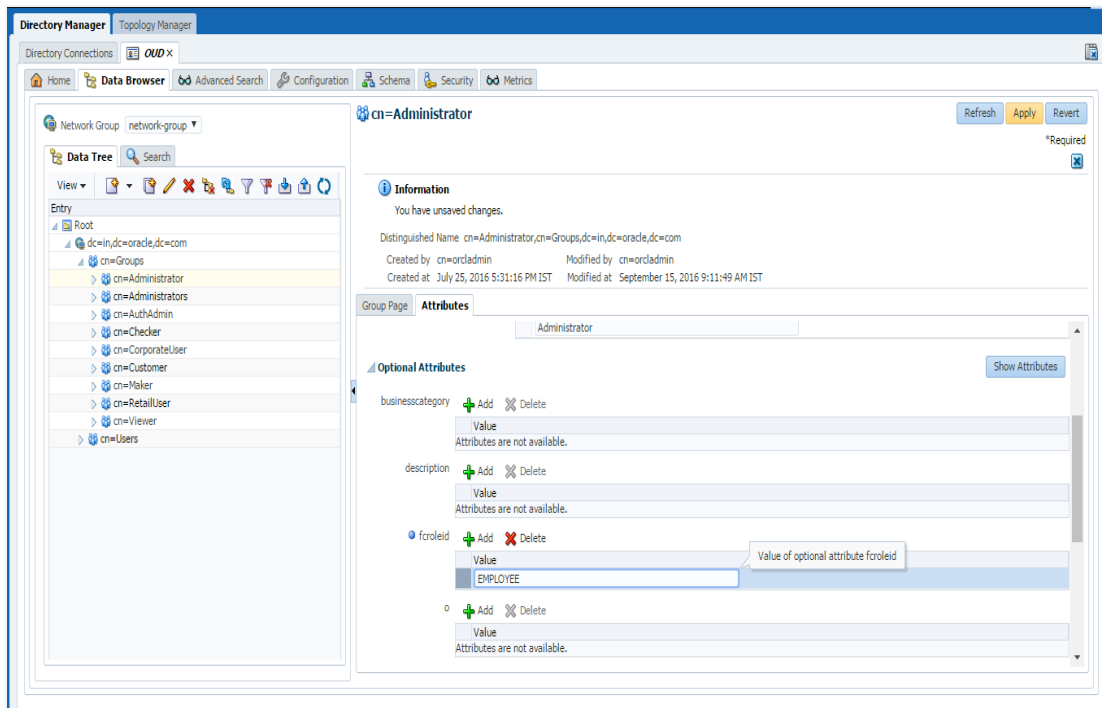 Directory Manager Topology Manager
Directory Connections OUD ×
Home Data Browser Advanced Search Configuration Schema Security Metrics
Network Group network-group
Data Tree Search
View
Entry
Root
dc=in,dc=oracle,dc=com
cn=Groups
cn=Administrator
cn=Administrators
cn=AuthAdmin
cn=Checker
cn=CorporateUser
cn=Customer
cn=Maker
cn=RetailUser
cn=Viewer
cn=Users
cn=Administrator
Refresh Apply Revert
*Required
Information
You have unsaved changes.
Distinguished Name cn=Administrator,cn=Groups,dc=in,dc=oracle,dc=com
Created by cn=orcladmin Modified by cn=orcladmin
Created at July 25, 2016 5:31:16 PM IST Modified at September 15, 2016 9:11:49 AM IST
Group Page Attributes
Administrator
Optional Attributes Show Attributes
businesscategory Add Delete
Value
Attributes are not available.
description Add Delete
Value
Attributes are not available.
fcroleid Add Delete
Value
EMPLOYEE
Value of optional attribute fcroleid
o Add Delete
Value
Attributes are not available.